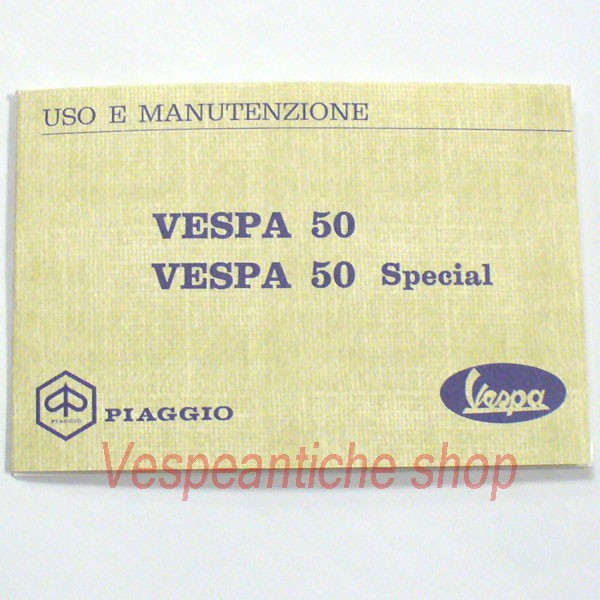 USO E MANUTENZIONE
VESPA 50
VESPA 50 Special
PIAGGIO
PIAGGIO
Vespa
Vespeantiche shop